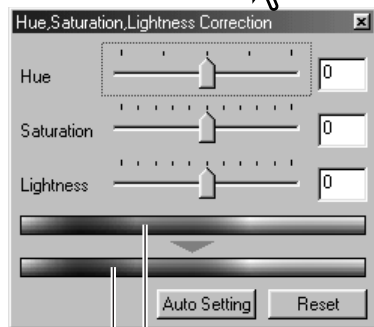 Hue,Saturation,Lightness Correction
Hue 0
Saturation 0
Lightness 0
Auto Setting Reset